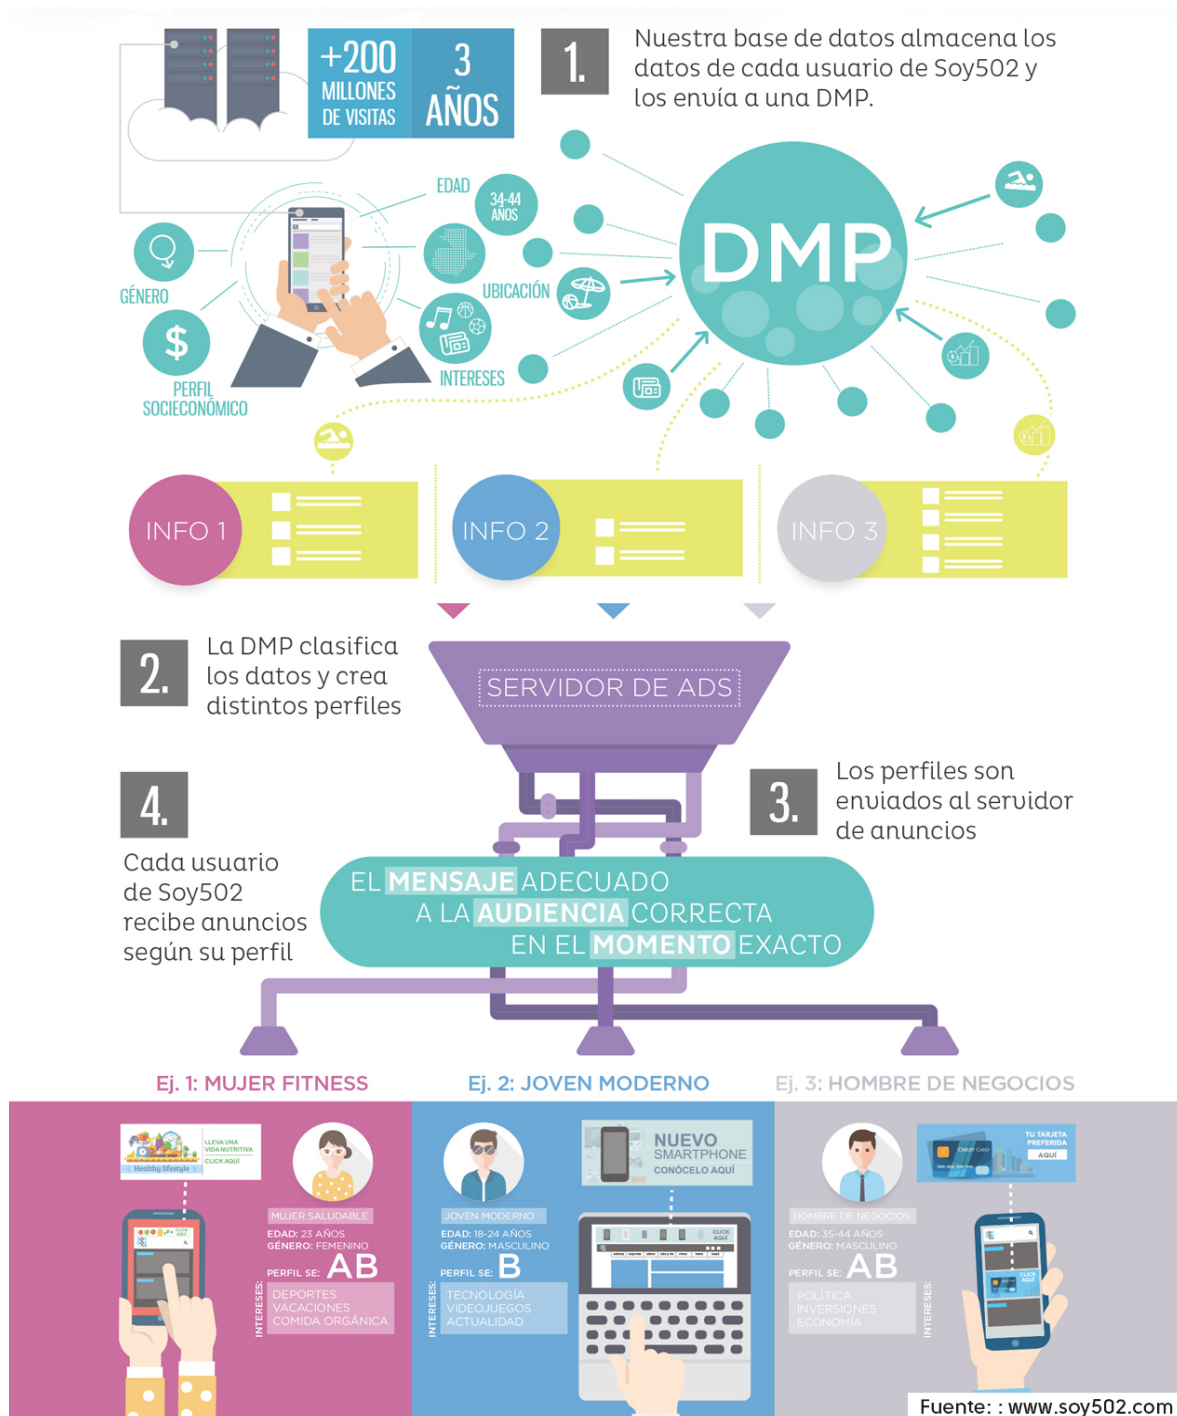 +200
MILLONES
DE VISITAS
3
AÑOS
1.
Nuestra base de datos almacena los
datos de cada usuario de Soy502 y
los envía a una DMP.
EDAD
34-44
AÑOS
GÉNERO
UBICACIÓN
$
PERFIL
SOCIECONÓMICO
INTERESES
DMP
INFO 1
INFO 2
INFO 3
2.
La DMP clasifica
los datos y crea
distintos perfiles
SERVIDOR DE ADS
3.
Los perfiles son
enviados al servidor
de anuncios
4.
Cada usuario
de Soy502
recibe anuncios
según su perfil
EL MENSAJE ADECUADO
A LA AUDIENCIA CORRECTA
EN EL MOMENTO EXACTO
Ej. 1: MUJER FITNESS
Healthy lifestyle
LLEVA UNA
VIDA NUTRITIVA
CLICK AQUÍ
MUJER SALUDABLE
EDAD: 23 AÑOS
GÉNERO: FEMENINO
PERFIL SE: AB
INTERESES:
DEPORTES
VACACIONES
COMIDA ORGÁNICA
Ej. 2: JOVEN MODERNO
NUEVO
SMARTPHONE
CONÓCELO AQUÍ
JOVEN MODERNO
EDAD: 18-24 AÑOS
GÉNERO: MASCULINO
PERFIL SE: B
INTERESES:
TECNOLOGÍA
VIDEOJUEGOS
ACTUALIDAD
CLICK
AQUÍ
Ej. 3: HOMBRE DE NEGOCIOS
CREDIT CARD
TU TARJETA
PREFERIDA
AQUÍ
HOMBRE DE NEGOCIOS
EDAD: 35-44 AÑOS
GÉNERO: MASCULINO
PERFIL SE: AB
POLÍTICA
INVERSIONES
ECONOMÍA
INTERESES:
CLICK
AQUÍ
Fuente: : www.soy502.com